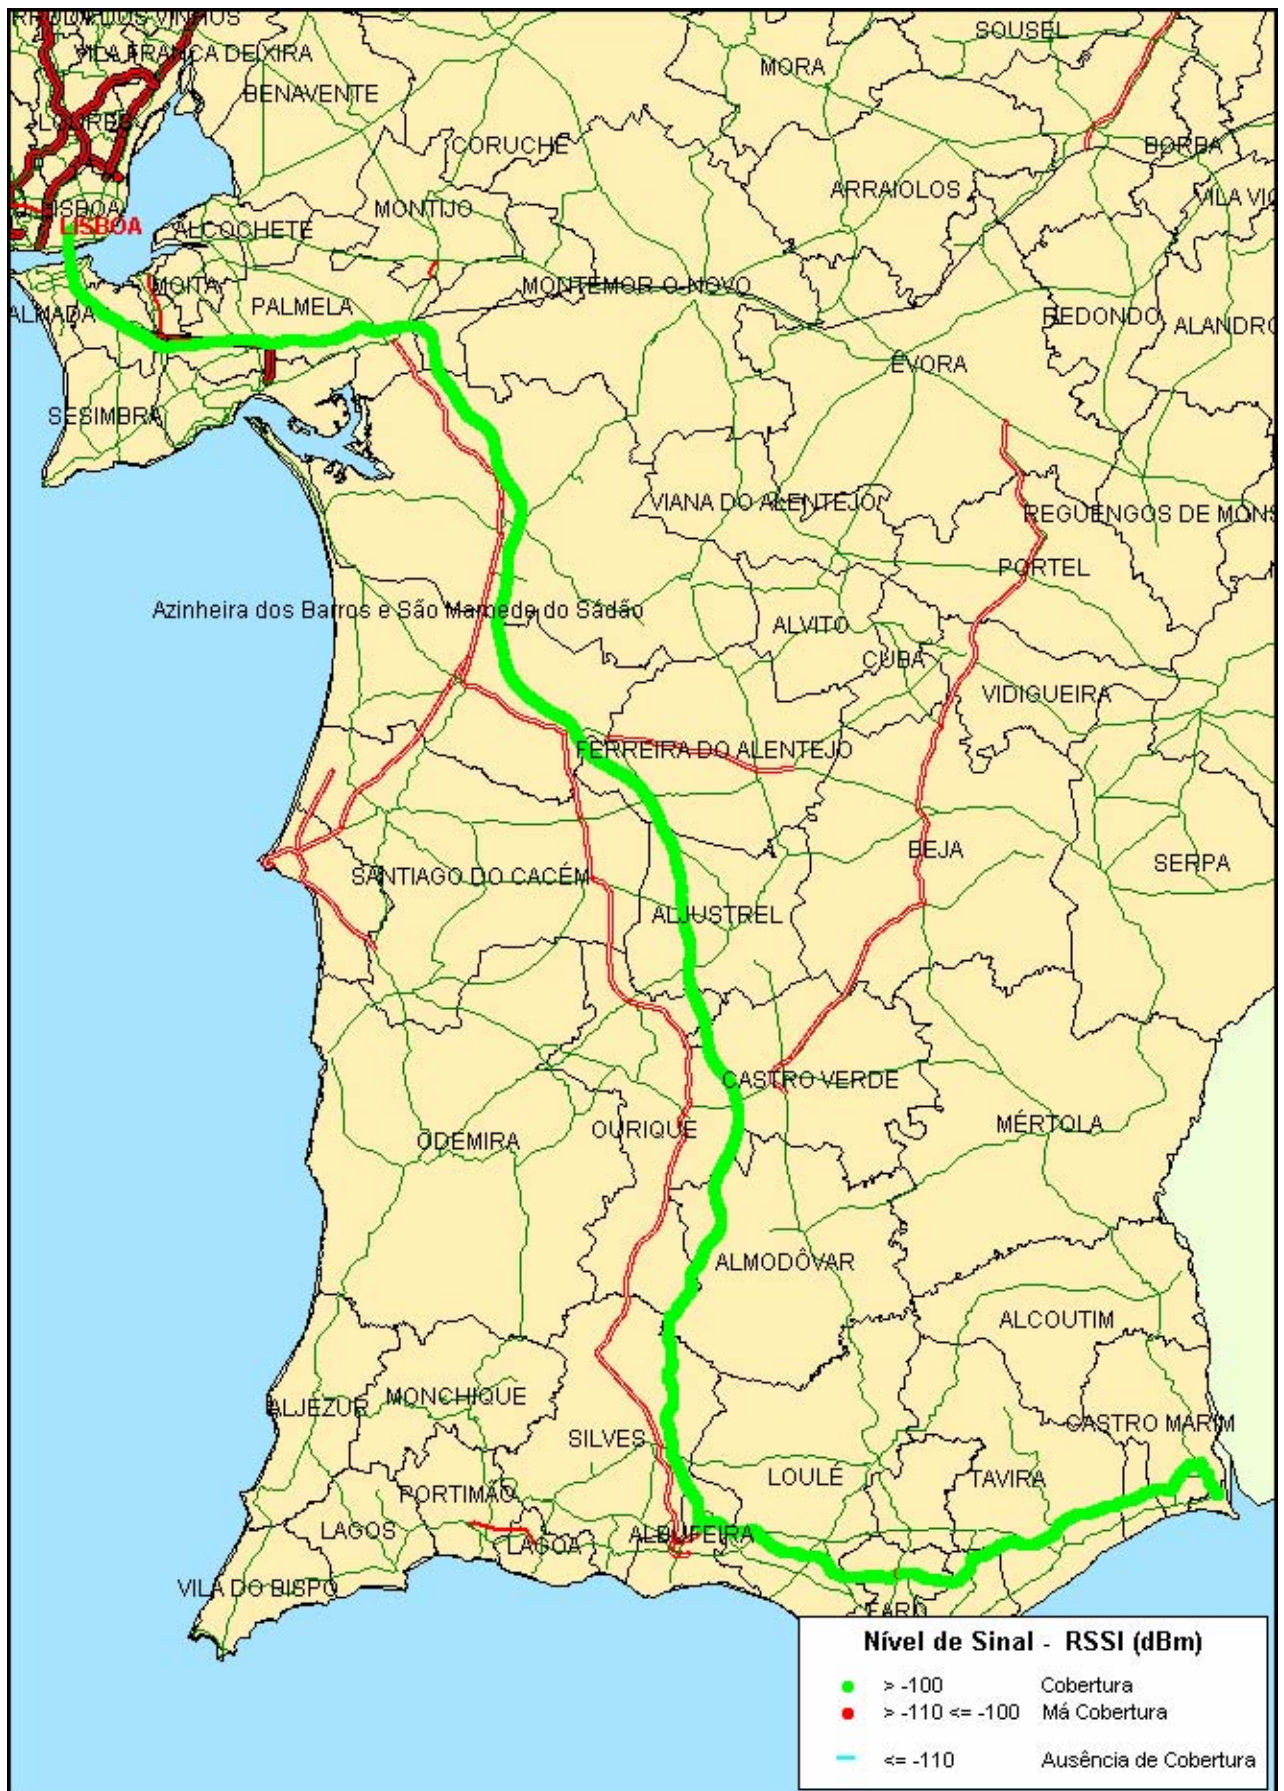 SOUSEL
VILA FRANCA DEIXIRA
MORA
BENAVENTE
LOURES
CORUCHE
BORBA
ARRAIOLOS
VILA VIÇ
LISBOA
MONTIJO
LISBOA
ALCOCHETE
MOITA
MONTEMOR-O-NOVO
PALMELA
ALMADA
REDONDO
ALANDRO
ÉVORA
SESIMBRA
VIANA DO ALENTEJO
REGUENGOS DE MONS
PORTEL
Azinheira dos Barros e São Mamede do Sádão
ALVITO
CUBA
VIDIGUEIRA
FERREIRA DO ALENTEJO
BEJA
SERPA
SANTIAGO DO CACÉM
ALJUSTREL
CASTRO VERDE
MÉRTOLA
OURIQUE
ODEMIRA
ALMODÔVAR
ALCOUTIM
MONCHIQUE
ALJEZUR
CASTRO MARIM
SILVES
LOULÉ
TAVIRA
PORTIMÃO
LAGOS
ALBUFEIRA
LAGOA
VILA DO BISPO
FARO
Nível de Sinal - RSSI (dBm)
> -100 Cobertura
> -110 <= -100 Má Cobertura
<= -110 Ausência de Cobertura